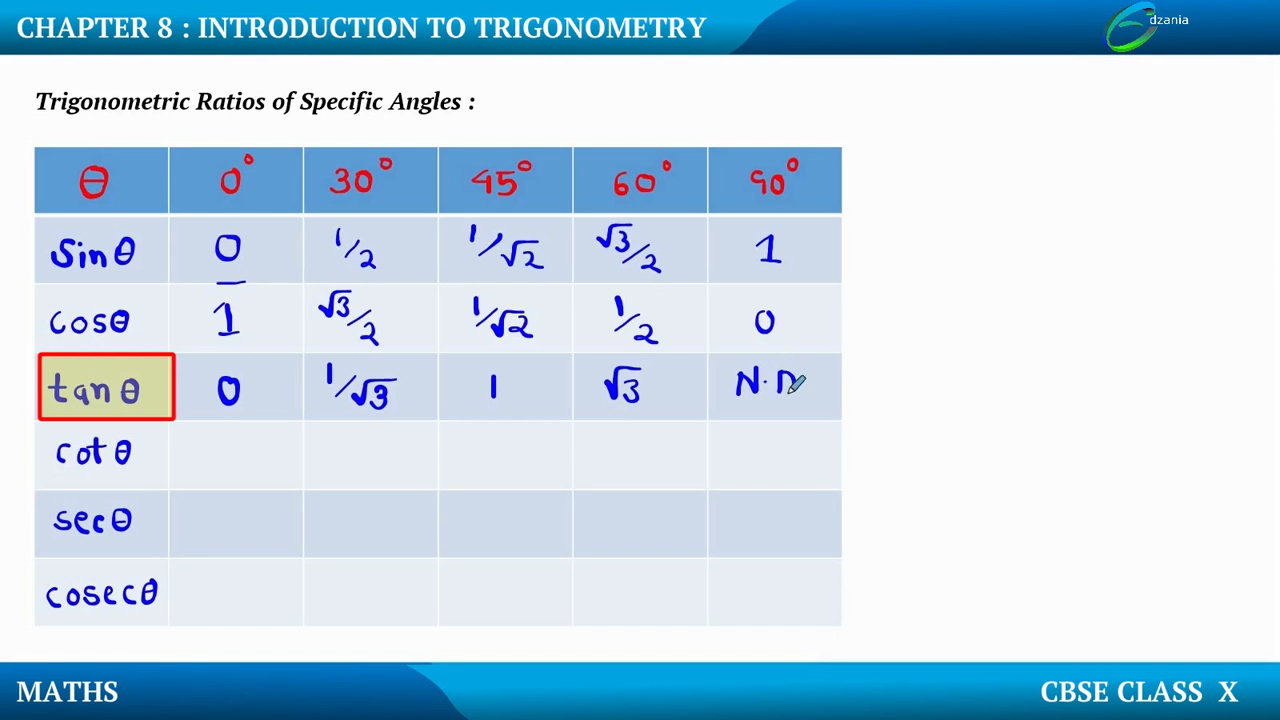 CHAPTER 8 : INTRODUCTION TO TRIGONOMETRY
Edzania
Trigonometric Ratios of Specific Angles :
θ 0° 30° 45° 60° 90°
sinθ 0 1/2 1/√2 √3/2 1
cosθ 1 √3/2 1/√2 1/2 0
tanθ 0 1/√3 1 √3 N.D
cotθ
secθ
cosecθ
MATHS CBSE CLASS X